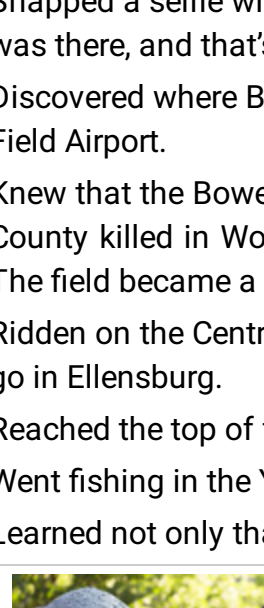 Snapped a selfie wi
was there, and that's
Discovered where B
Field Airport.
Knew that the Bowe
County killed in Wo
The field became a
Ridden on the Centr
go in Ellensburg.
Reached the top of
Went fishing in the Y
Learned not only tha